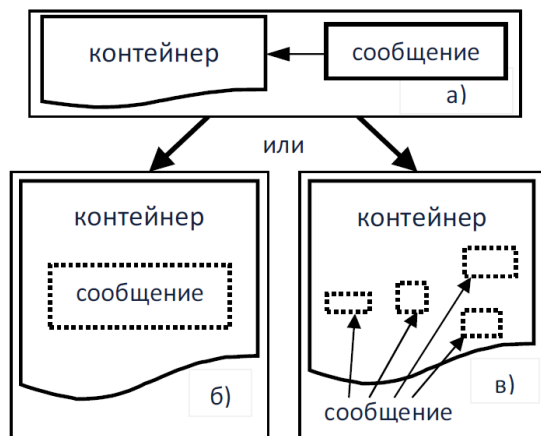 контейнер
сообщение
а)
или
контейнер
сообщение
б)
контейнер
в)
сообщение